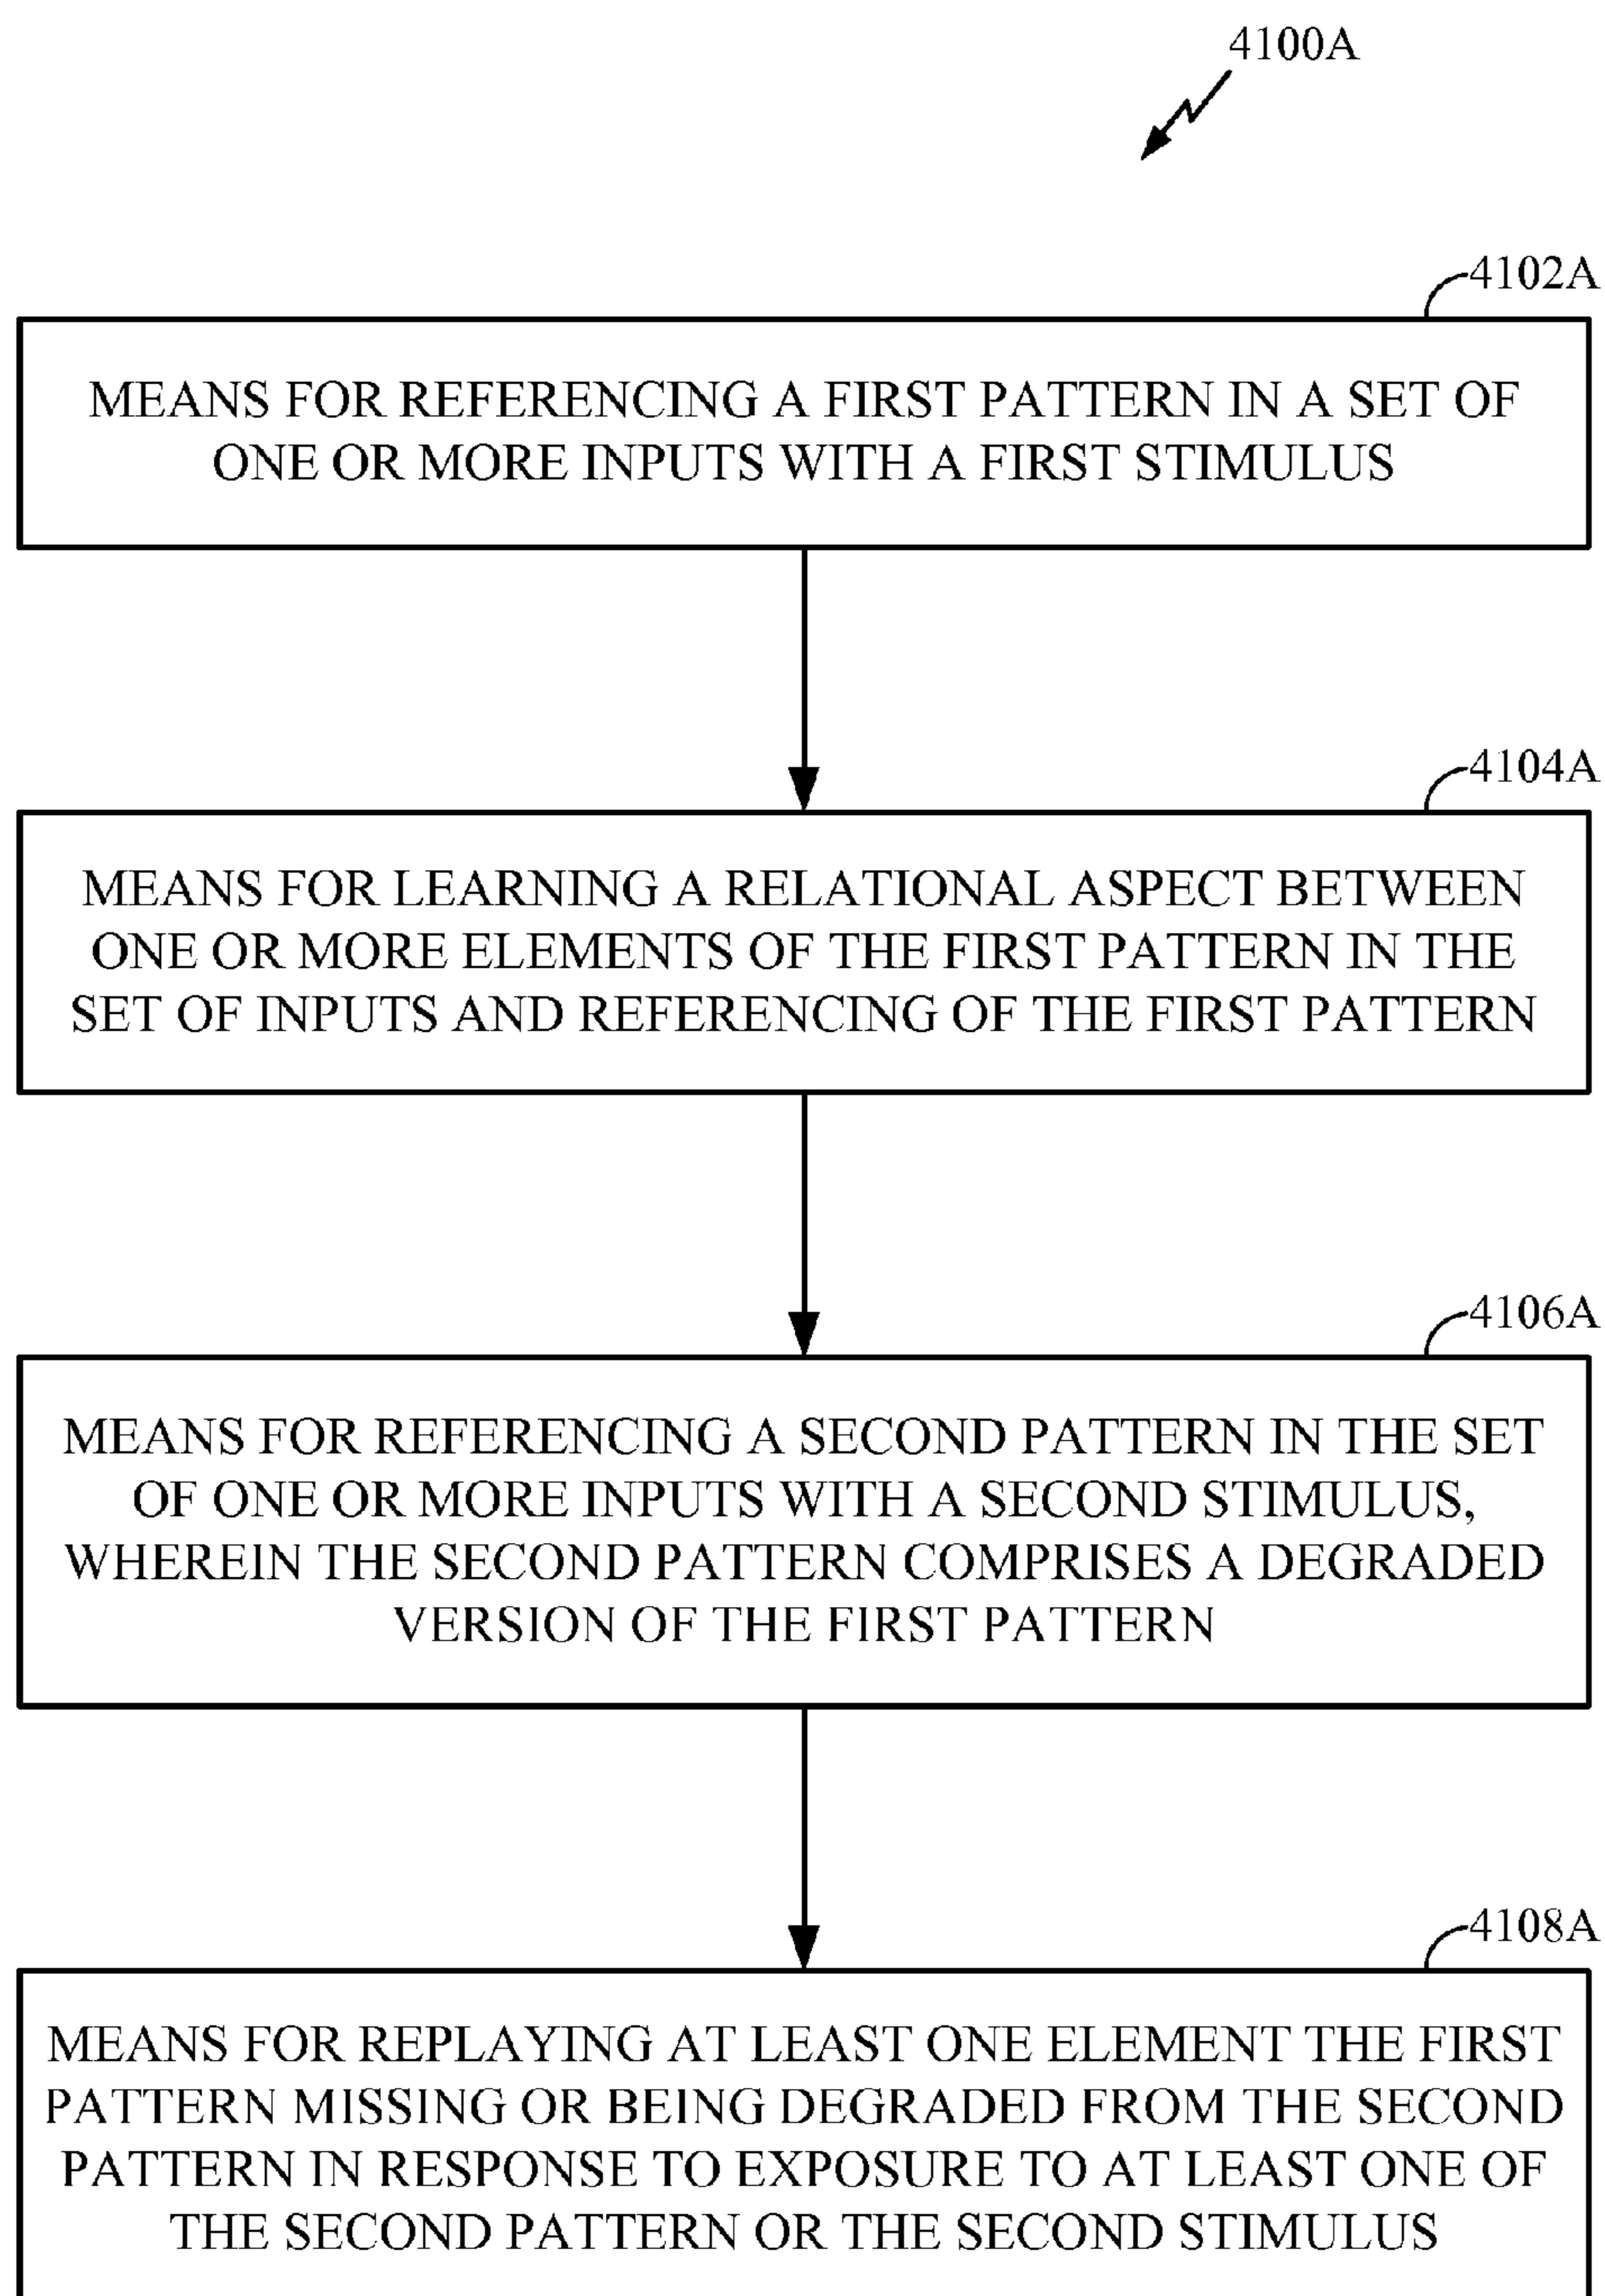 4100A
4102A
MEANS FOR REFERENCING A FIRST PATTERN IN A SET OF
ONE OR MORE INPUTS WITH A FIRST STIMULUS
4104A
MEANS FOR LEARNING A RELATIONAL ASPECT BETWEEN
ONE OR MORE ELEMENTS OF THE FIRST PATTERN IN THE
SET OF INPUTS AND REFERENCING OF THE FIRST PATTERN
4106A
MEANS FOR REFERENCING A SECOND PATTERN IN THE SET
OF ONE OR MORE INPUTS WITH A SECOND STIMULUS,
WHEREIN THE SECOND PATTERN COMPRISES A DEGRADED
VERSION OF THE FIRST PATTERN
4108A
MEANS FOR REPLAYING AT LEAST ONE ELEMENT THE FIRST
PATTERN MISSING OR BEING DEGRADED FROM THE SECOND
PATTERN IN RESPONSE TO EXPOSURE TO AT LEAST ONE OF
THE SECOND PATTERN OR THE SECOND STIMULUS